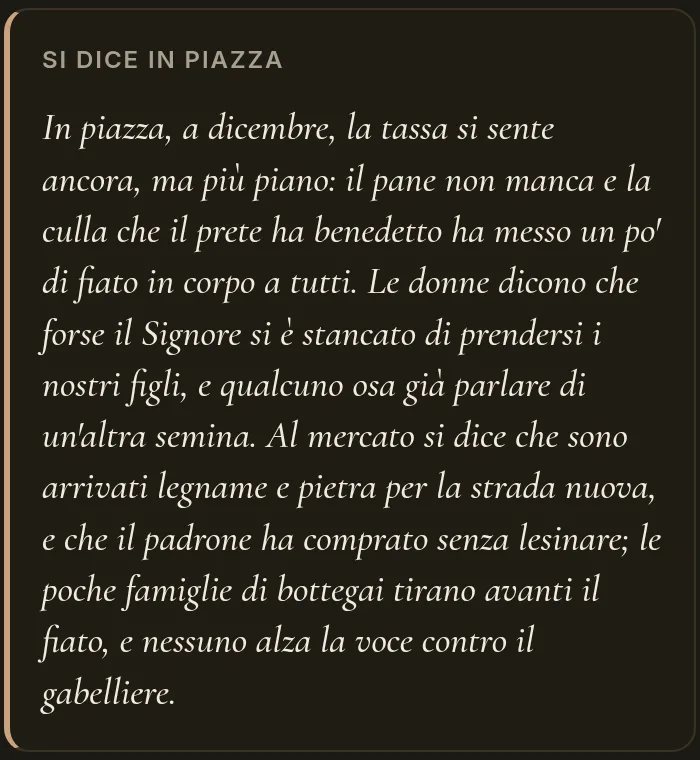 SI DICE IN PIAZZA
In piazza, a dicembre, la tassa si sente
ancora, ma più piano: il pane non manca e la
culla che il prete ha benedetto ha messo un po'
di fiato in corpo a tutti. Le donne dicono che
forse il Signore si è stancato di prendersi i
nostri figli, e qualcuno osa già parlare di
un'altra semina. Al mercato si dice che sono
arrivati legname e pietra per la strada nuova,
e che il padrone ha comprato senza lesinare; le
poche famiglie di bottegai tirano avanti il
fiato, e nessuno alza la voce contro il
gabelliere.